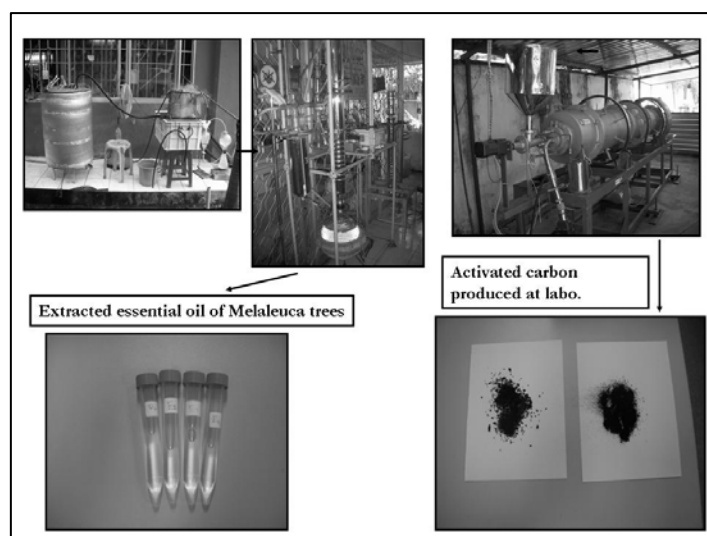 Extracted essential oil of Melaleuca trees
Activated carbon
produced at labo.